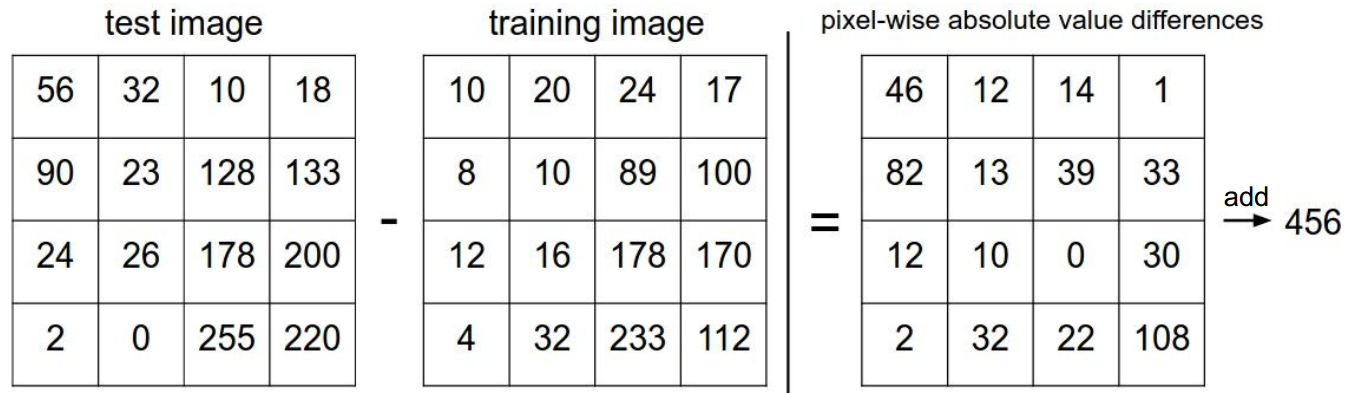 test image training image pixel-wise absolute value differences
56 32 10 18 10 20 24 17 46 12 14 1
90 23 128 133 8 10 89 100 82 13 39 33
- = add → 456
24 26 178 200 12 16 178 170 12 10 0 30
2 0 255 220 4 32 233 112 2 32 22 108